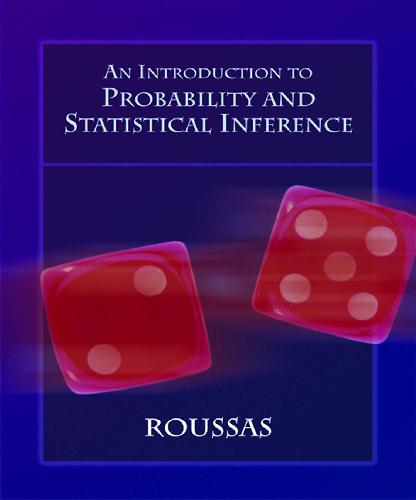 AN INTRODUCTION TO
PROBABILITY AND
STATISTICAL INFERENCE
ROUSSAS